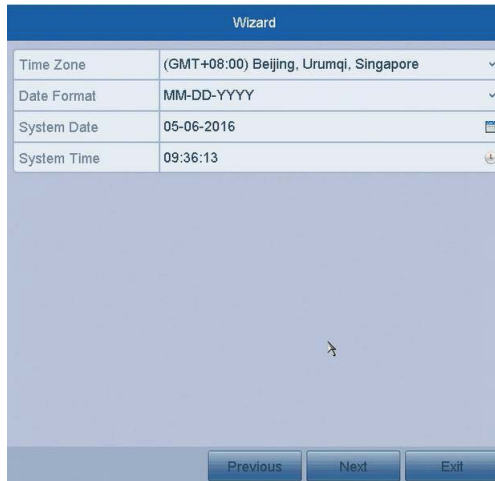 Wizard
Time Zone (GMT+08:00) Beijing, Urumqi, Singapore
Date Format MM-DD-YYYY
System Date 05-06-2016
System Time 09:36:13
Previous Next Exit